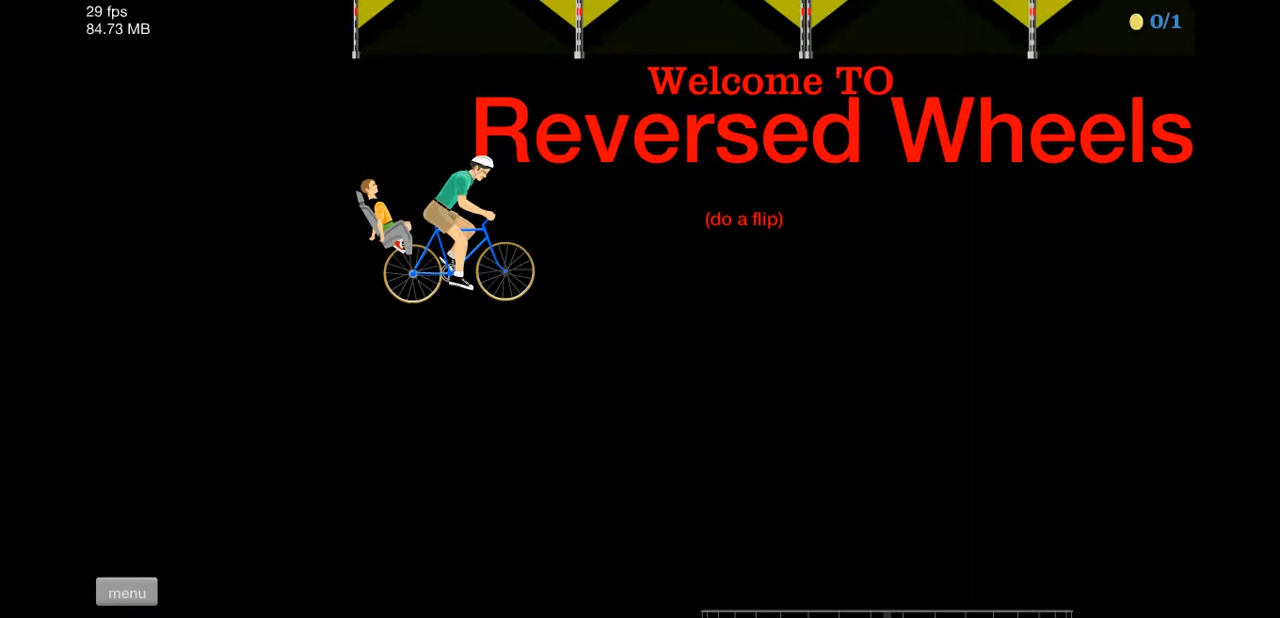 29 fps
84.73 MB
0/1
Welcome TO
Reversed Wheels
(do a flip)
menu